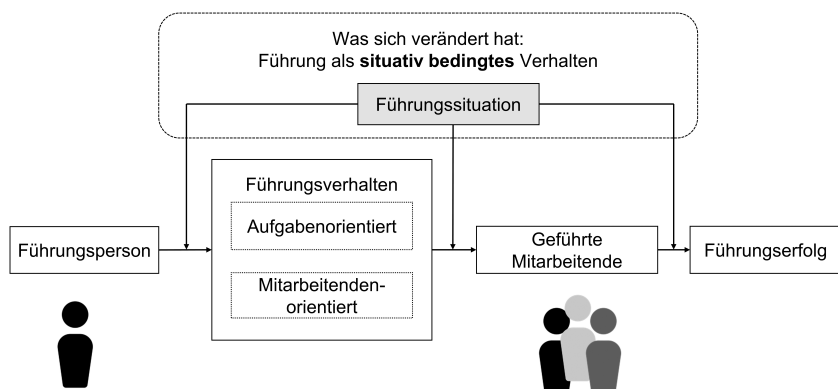 Was sich verändert hat:
Führung als situativ bedingtes Verhalten
Führungssituation
Führungsverhalten
Aufgabenorientiert
Mitarbeitenden-
orientiert
Führungsperson
Geführte
Mitarbeitende
Führungserfolg